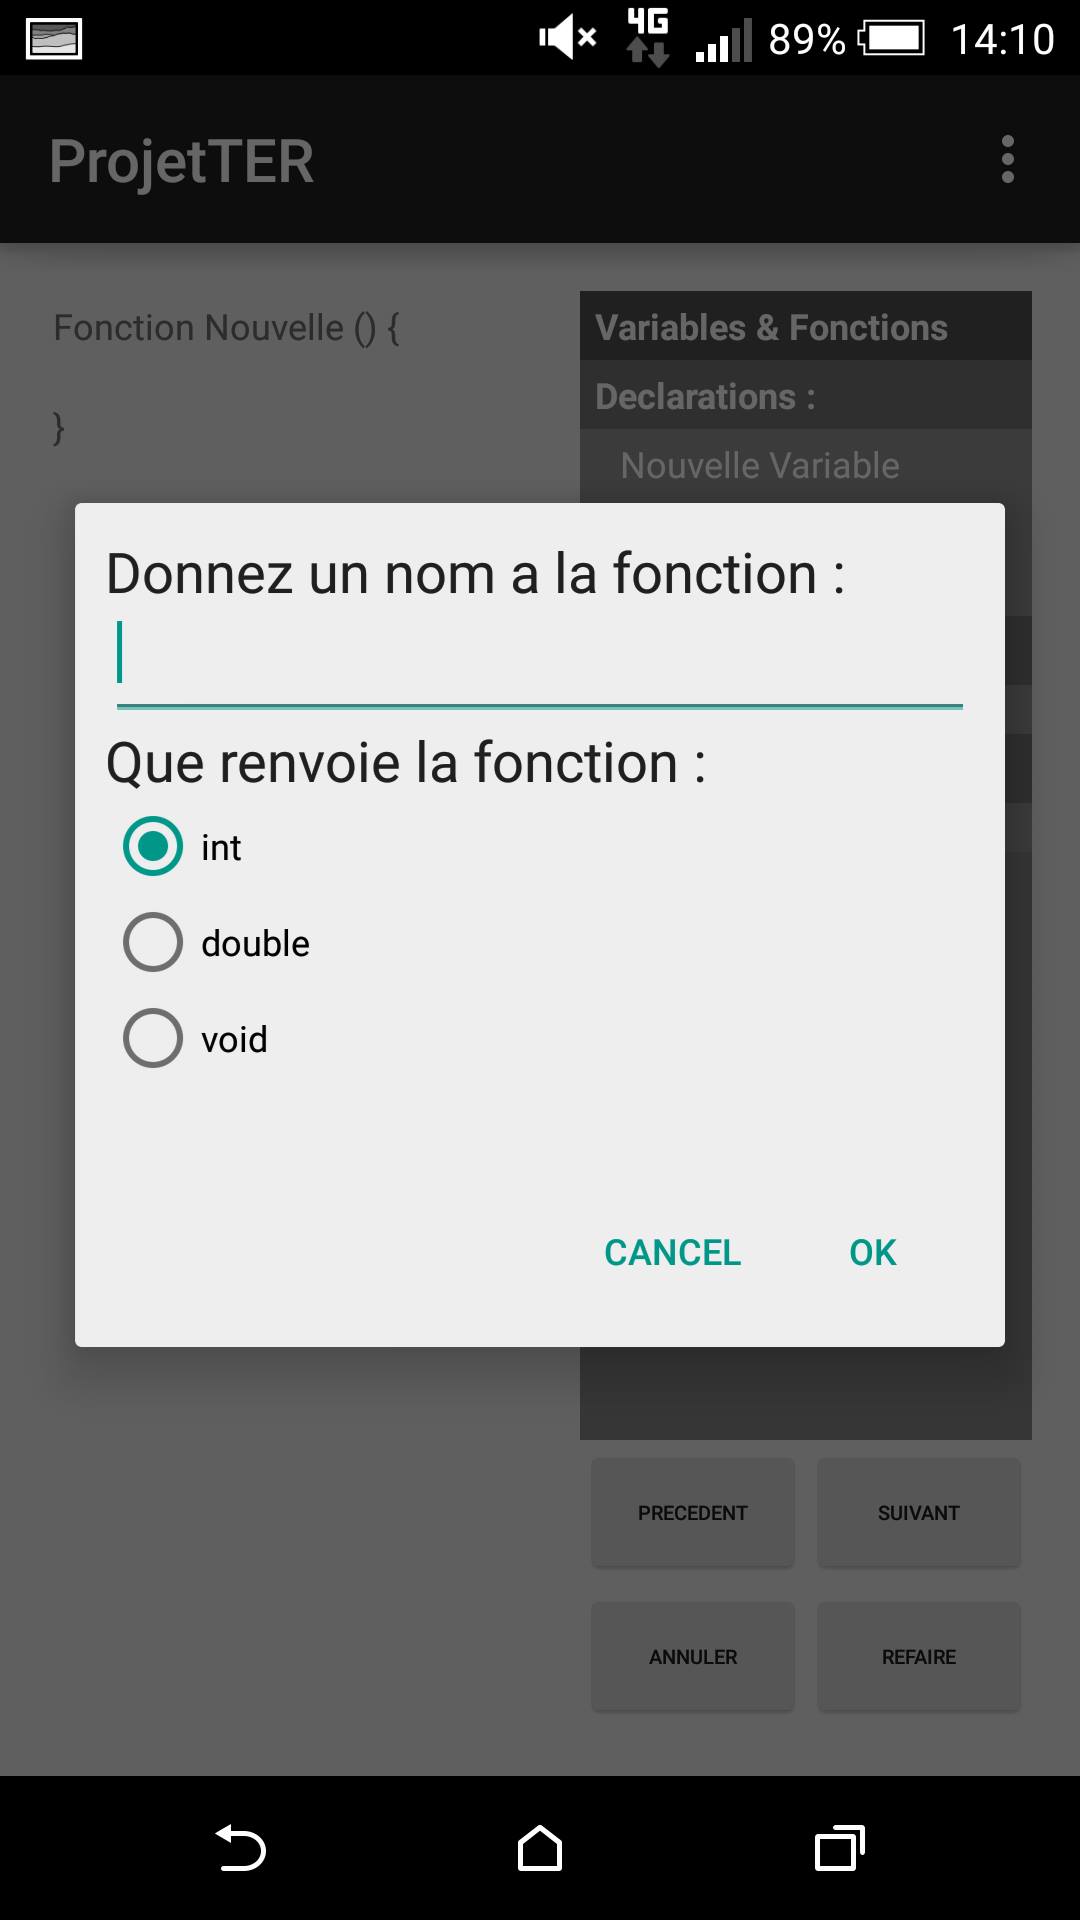 4G 89% 14:10
ProjetTER
Fonction Nouvelle () {
}
Variables & Fonctions
Declarations :
Nouvelle Variable
Donnez un nom a la fonction :
Que renvoie la fonction :
int
double
void
CANCEL OK
PRECEDENT SUIVANT
ANNULER REFAIRE